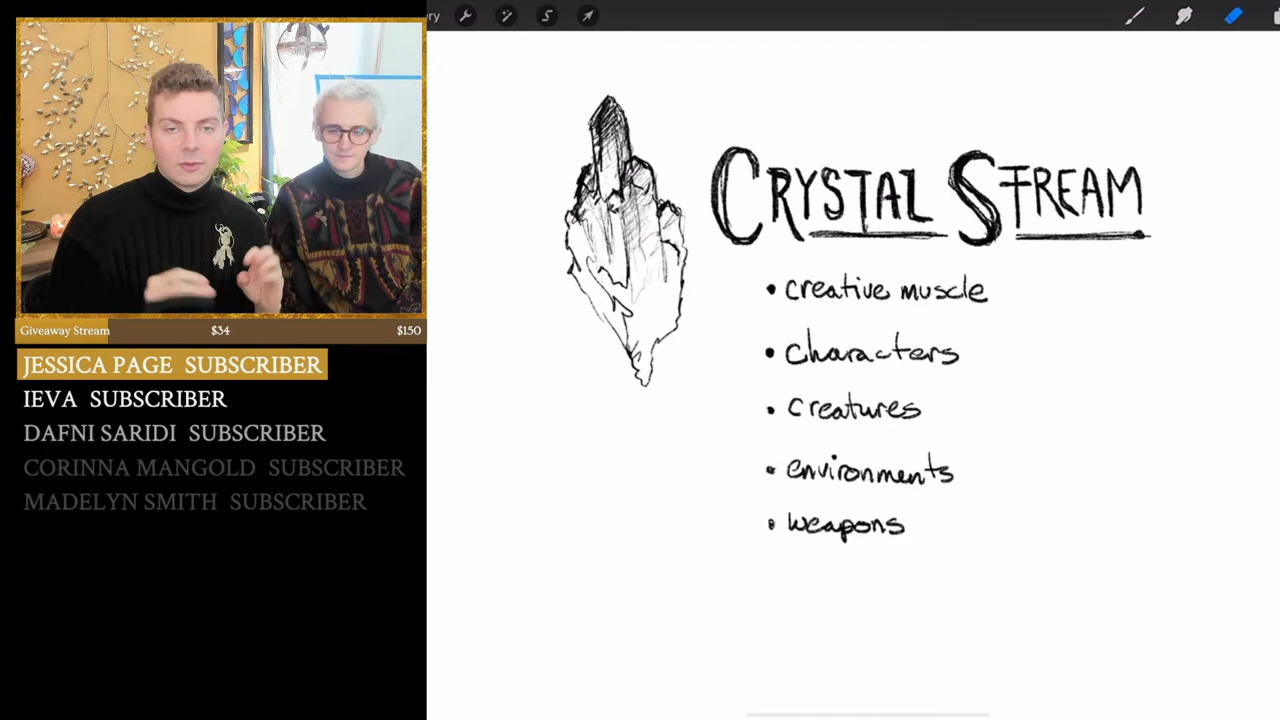 ry
Giveaway Stream $34 $150
JESSICA PAGE SUBSCRIBER
IEVA SUBSCRIBER
DAFNI SARIDI SUBSCRIBER
CORINNA MANGOLD SUBSCRIBER
MADELYN SMITH SUBSCRIBER
CRYSTAL STREAM
• creative muscle
• characters
• creatures
• environments
• weapons